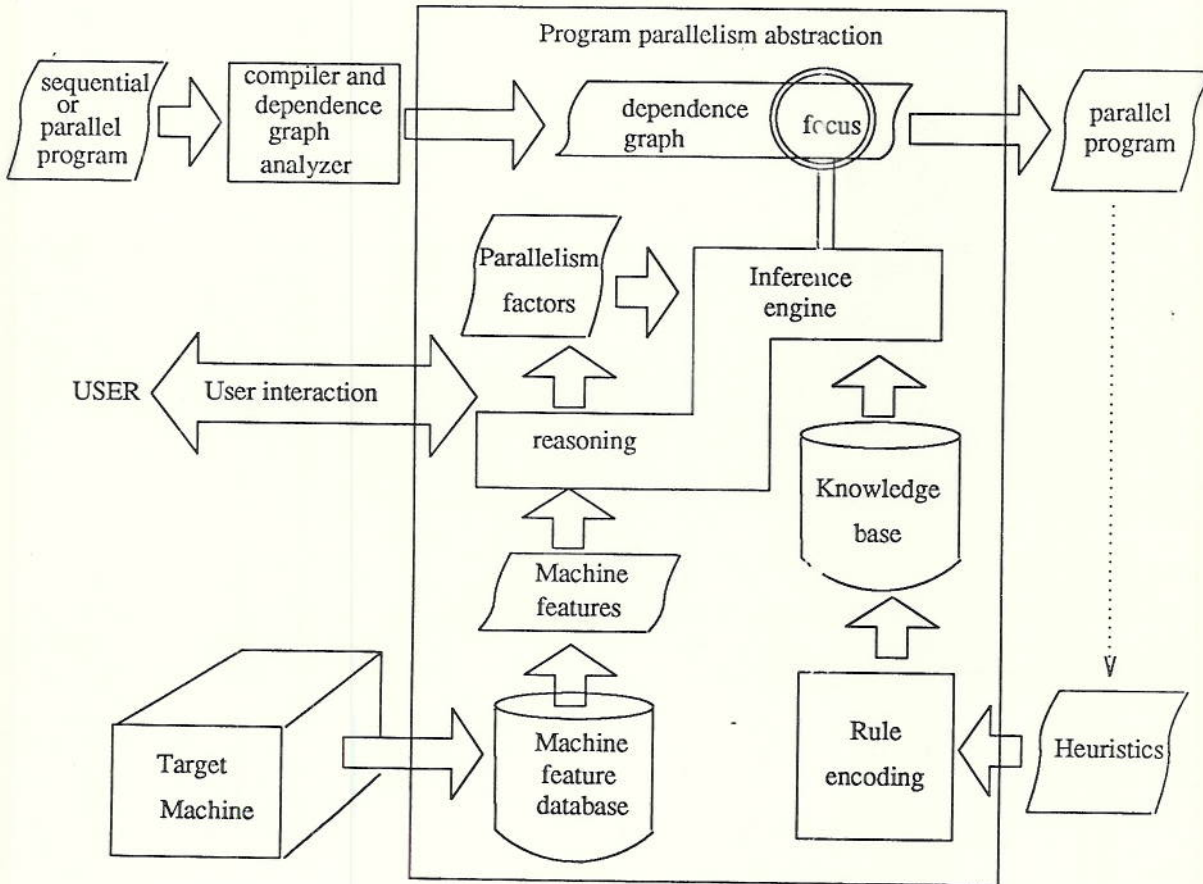 Program parallelism abstraction
sequential
or
parallel
program
compiler and
dependence
graph
analyzer
dependence
graph
focus
parallel
program
Parallelism
factors
Inference
engine
USER
User interaction
reasoning
Knowledge
base
Machine
features
Target
Machine
Machine
feature
database
Rule
encoding
Heuristics